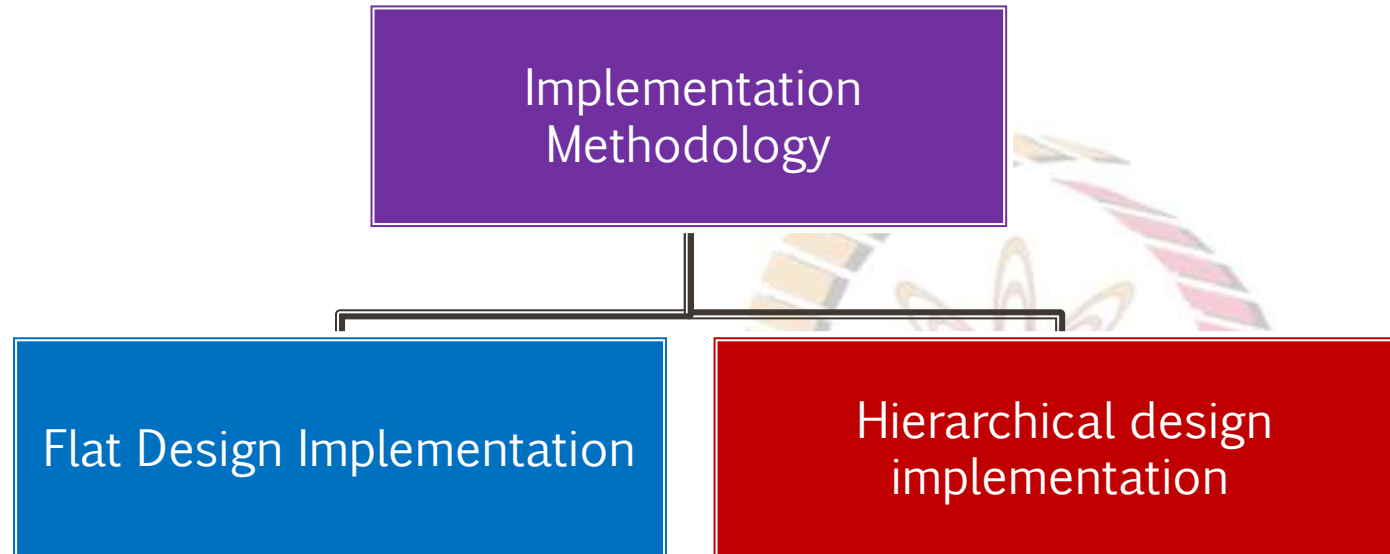 Implementation
Methodology
Flat Design Implementation
Hierarchical design
implementation